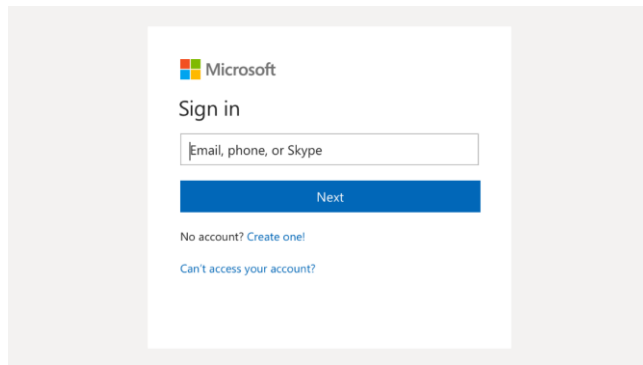 Microsoft
Sign in
Email, phone, or Skype
Next
No account? Create one!
Can't access your account?